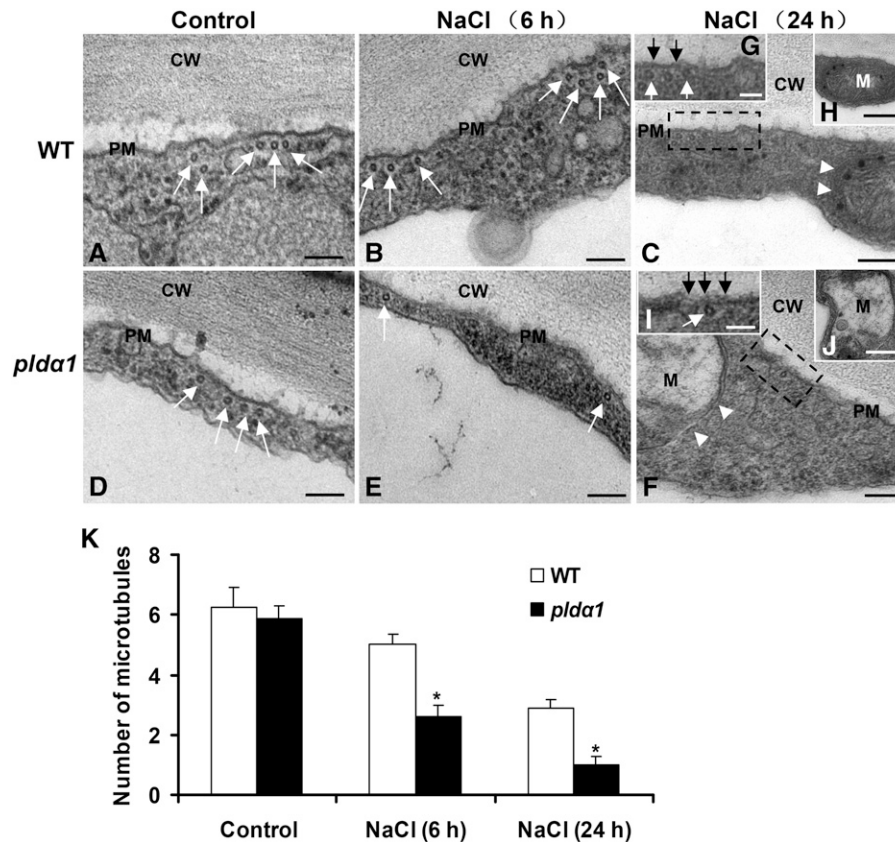 Control NaCl （6 h） NaCl （24 h）
WT
CW
PM
A
CW
PM
B
G
CW
M
H
PM
C
pldα1
CW
PM
D
CW
PM
E
I
CW
M
J
M
PM
F
K
Number of microtubules
8
6
4
2
0
WT
pldα1
*
*
Control NaCl (6 h) NaCl (24 h)